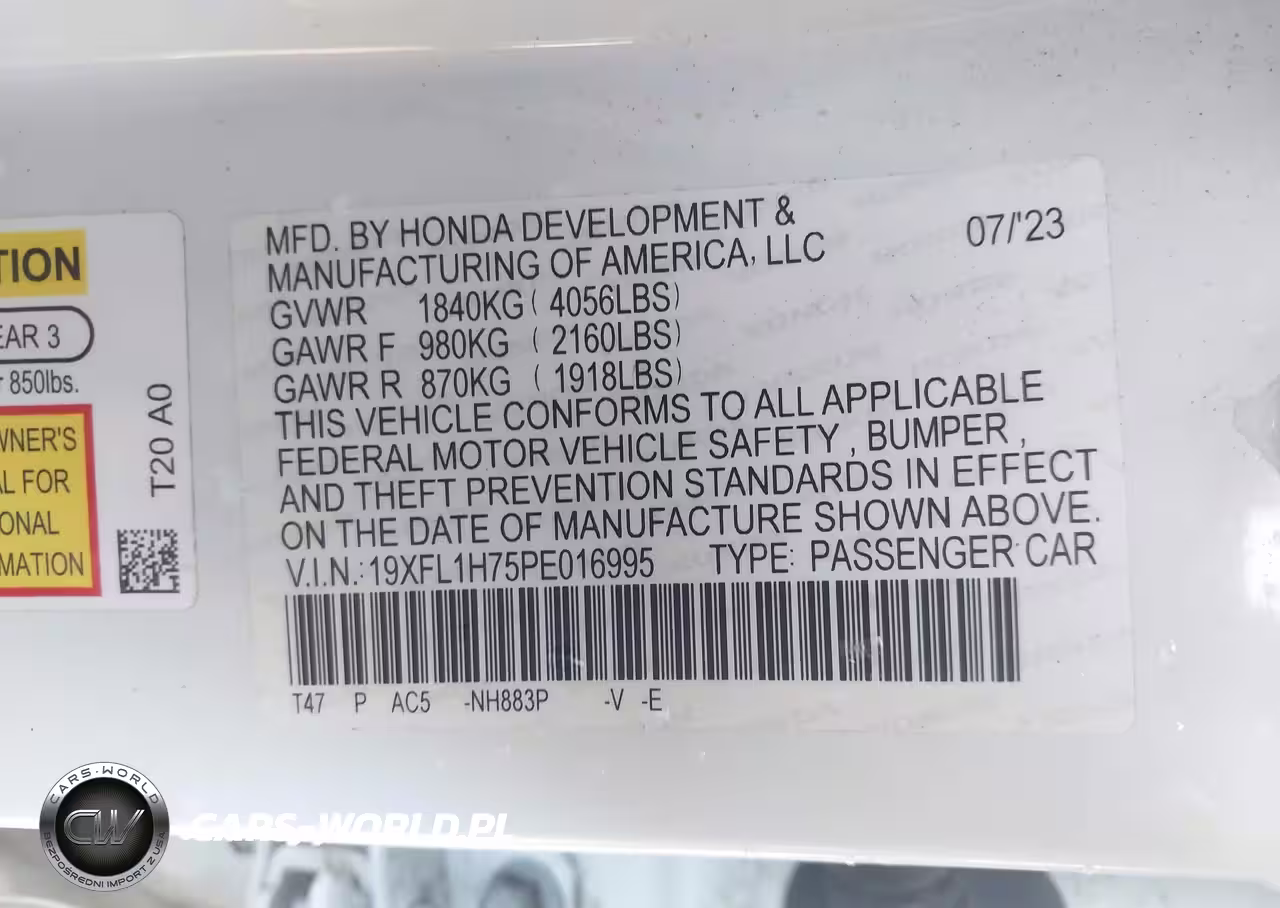 TION
EAR 3
850lbs.
WNER'S
AL FOR
ONAL
MATION
T20 A0
MFD. BY HONDA DEVELOPMENT &
MANUFACTURING OF AMERICA, LLC
07/'23
GVWR 1840KG ( 4056LBS)
GAWR F 980KG ( 2160LBS)
GAWR R 870KG ( 1918LBS)
THIS VEHICLE CONFORMS TO ALL APPLICABLE
FEDERAL MOTOR VEHICLE SAFETY , BUMPER ,
AND THEFT PREVENTION STANDARDS IN EFFECT
ON THE DATE OF MANUFACTURE SHOWN ABOVE.
V.I.N.: 19XFL1H75PE016995 TYPE: PASSENGER CAR
T47 P AC5 -NH883P -V -E
CARS-WORLD
CW
BEZPOŚREDNI IMPORT Z USA
CARS-WORLD.PL